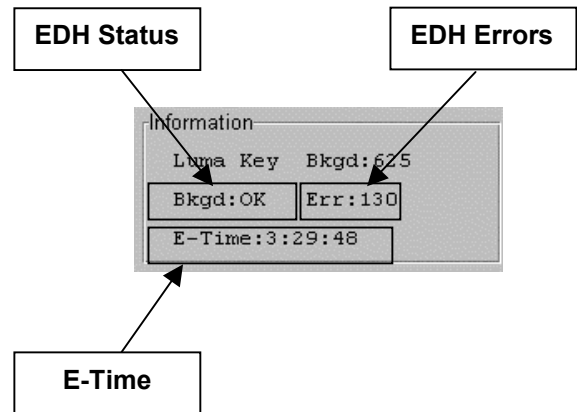 EDH Status
EDH Errors
Information
Luma Key Bkgd:625
Bkgd:OK Err:130
E-Time:3:29:48
E-Time